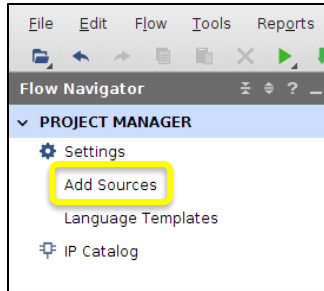 File Edit Flow Tools Reports
Flow Navigator ?
PROJECT MANAGER
Settings
Add Sources
Language Templates
IP Catalog